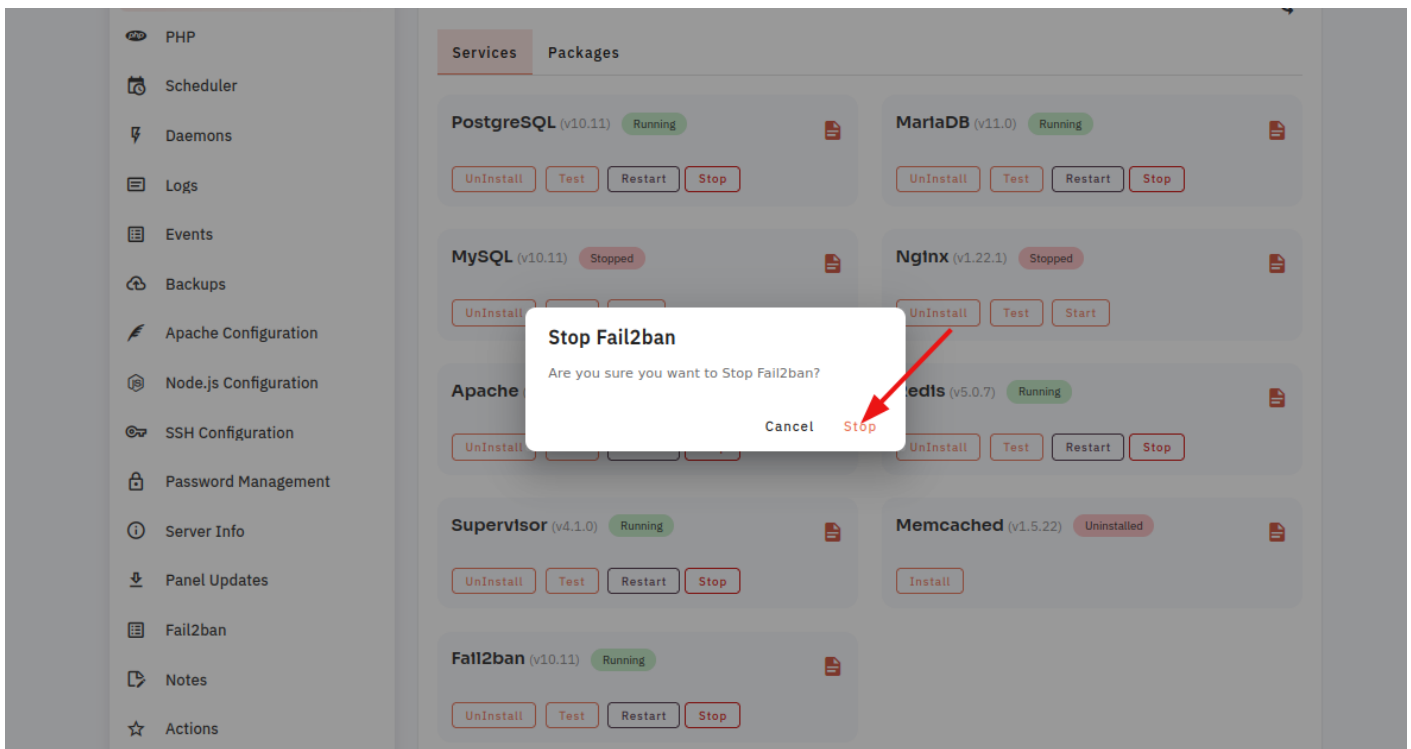 PHP
Scheduler
Daemons
Logs
Events
Backups
Apache Configuration
Node.js Configuration
SSH Configuration
Password Management
Server Info
Panel Updates
Fail2ban
Notes
Actions
Services Packages
PostgreSQL (v10.11) Running
UnInstall Test Restart Stop
MariaDB (v11.0) Running
UnInstall Test Restart Stop
MySQL (v10.11) Stopped
UnInstall
Nginx (v1.22.1) Stopped
UnInstall Test Start
Stop Fail2ban
Are you sure you want to Stop Fail2ban?
Cancel Stop
Apache
UnInstall
edis (v5.0.7) Running
UnInstall Test Restart Stop
Supervisor (v4.1.0) Running
UnInstall Test Restart Stop
Memcached (v1.5.22) Uninstalled
Install
Fail2ban (v10.11) Running
UnInstall Test Restart Stop